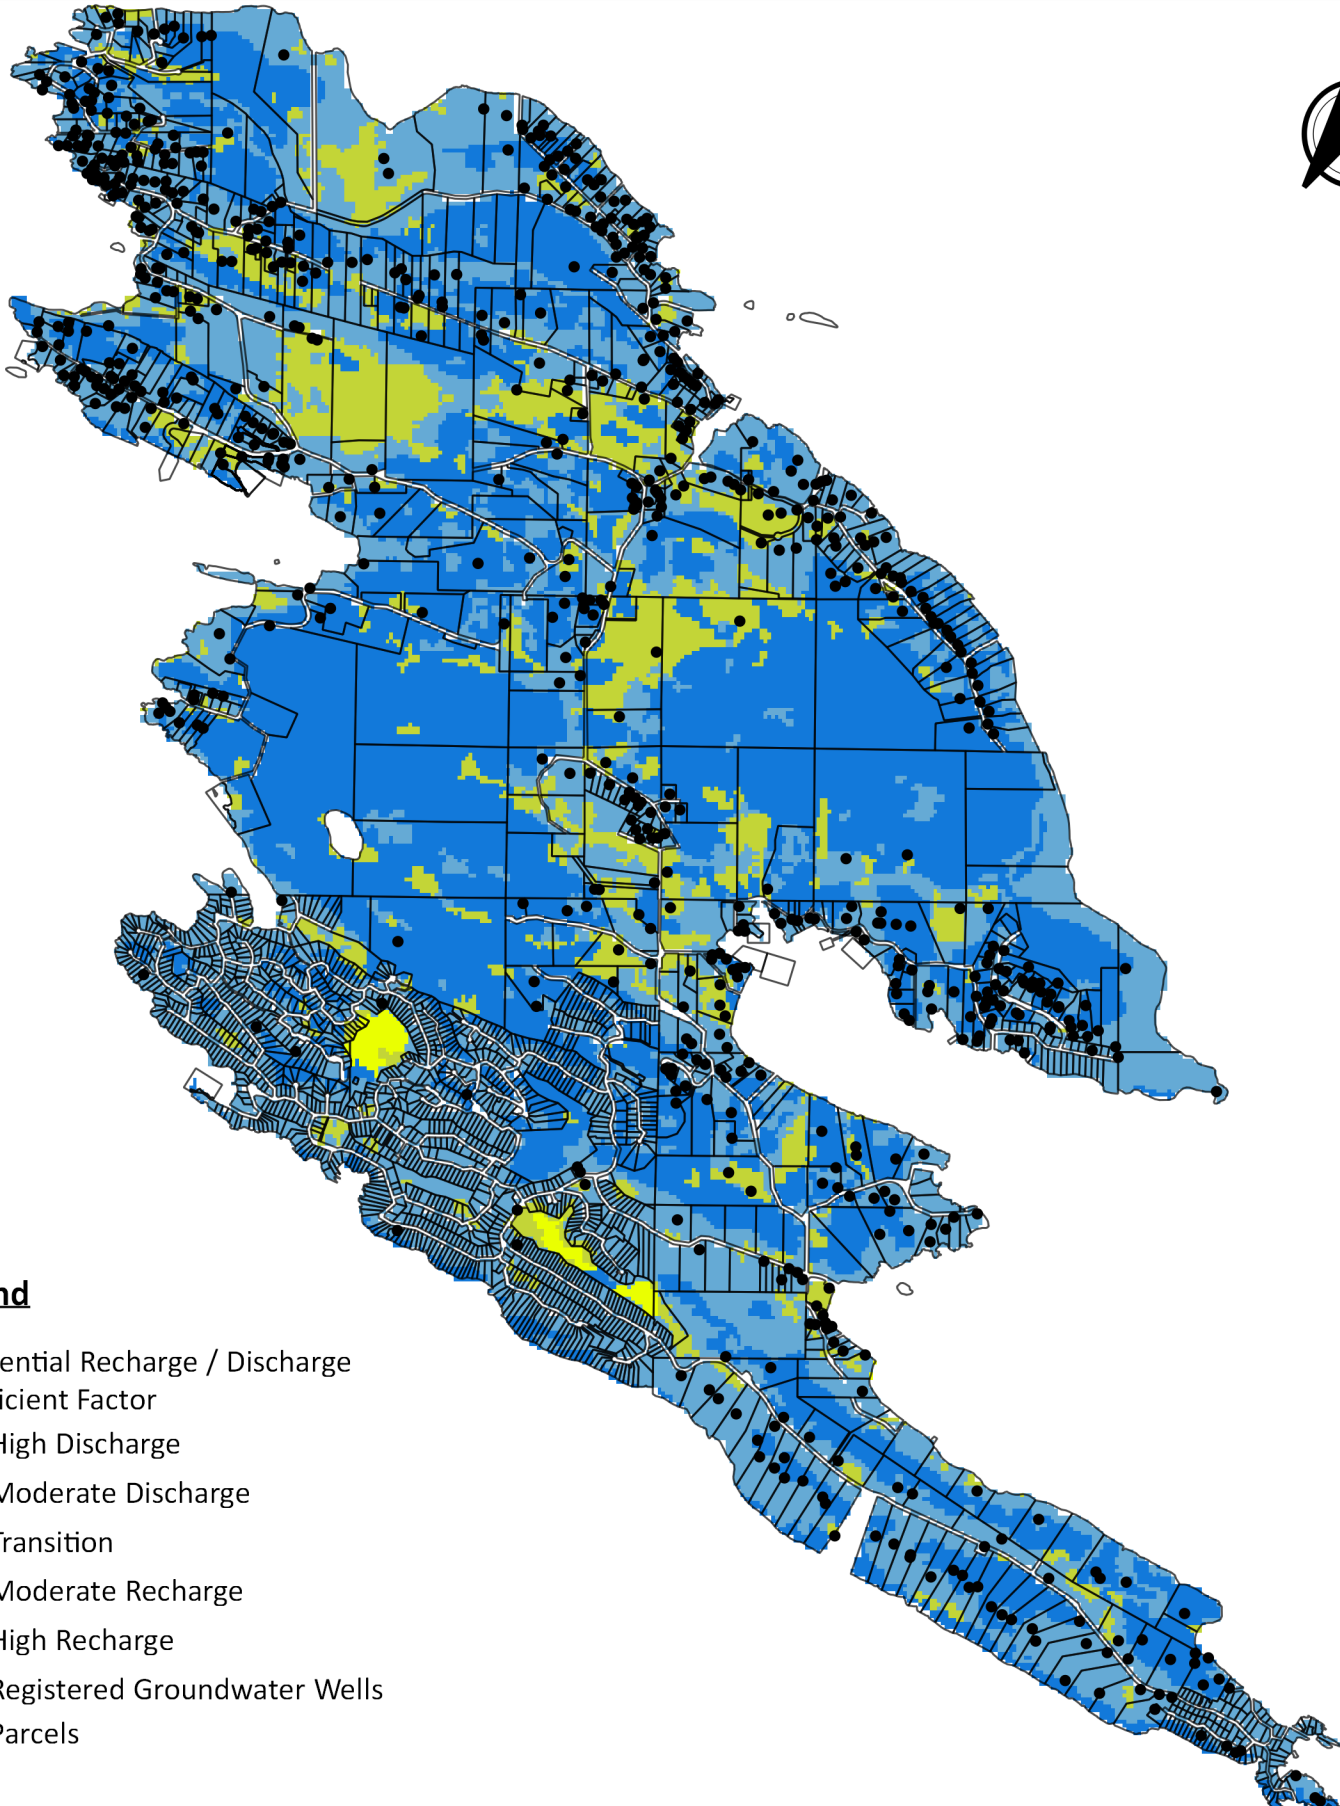 nd
ential Recharge / Discharge
icient Factor
High Discharge
Moderate Discharge
Transition
Moderate Recharge
High Recharge
Registered Groundwater Wells
Parcels